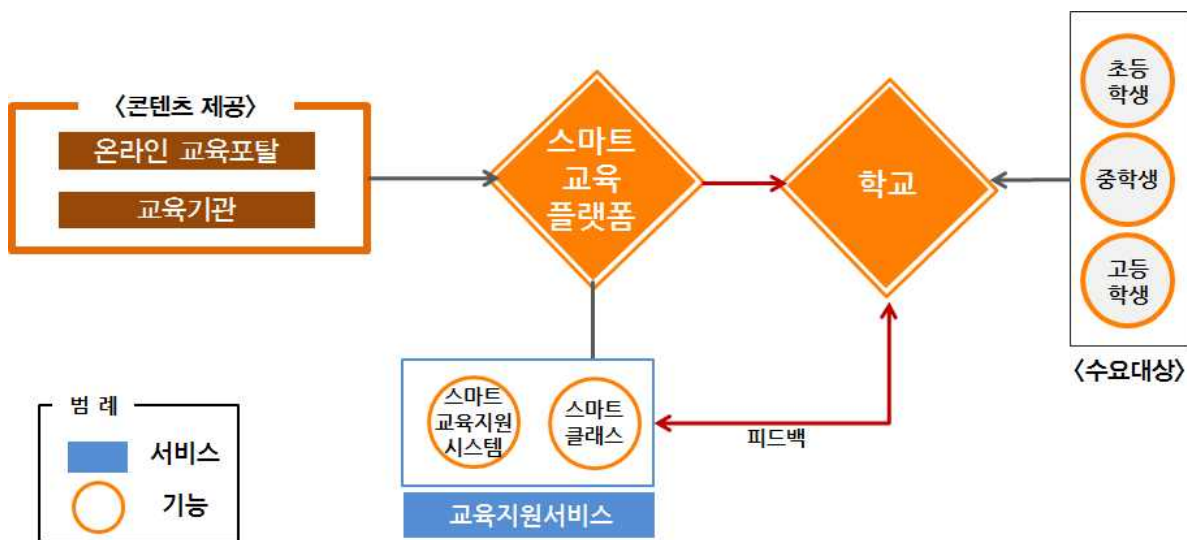 〈콘텐츠 제공〉
온라인 교육포탈
교육기관
스마트
교육
플랫폼
학교
초등
학생
중학생
고등
학생
〈수요대상〉
스마트
교육지원
시스템
스마트
클래스
피드백
교육지원서비스
범 례
서비스
기능